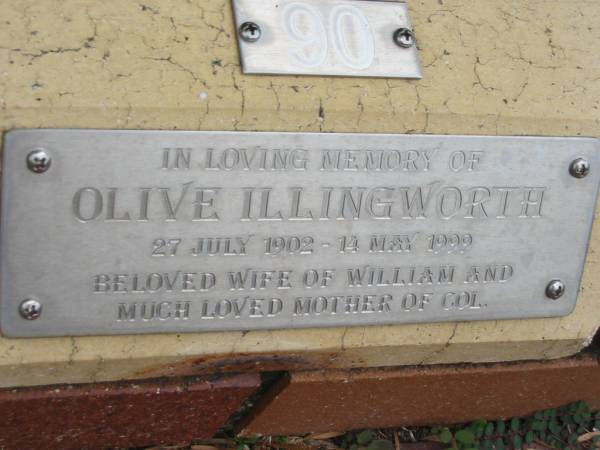 90
IN LOVING MEMORY OF
OLIVE ILLINGWORTH
27 JULY 1902 - 14 MAY 1999
BELOVED WIFE OF WILLIAM AND
MUCH LOVED MOTHER OF COL.